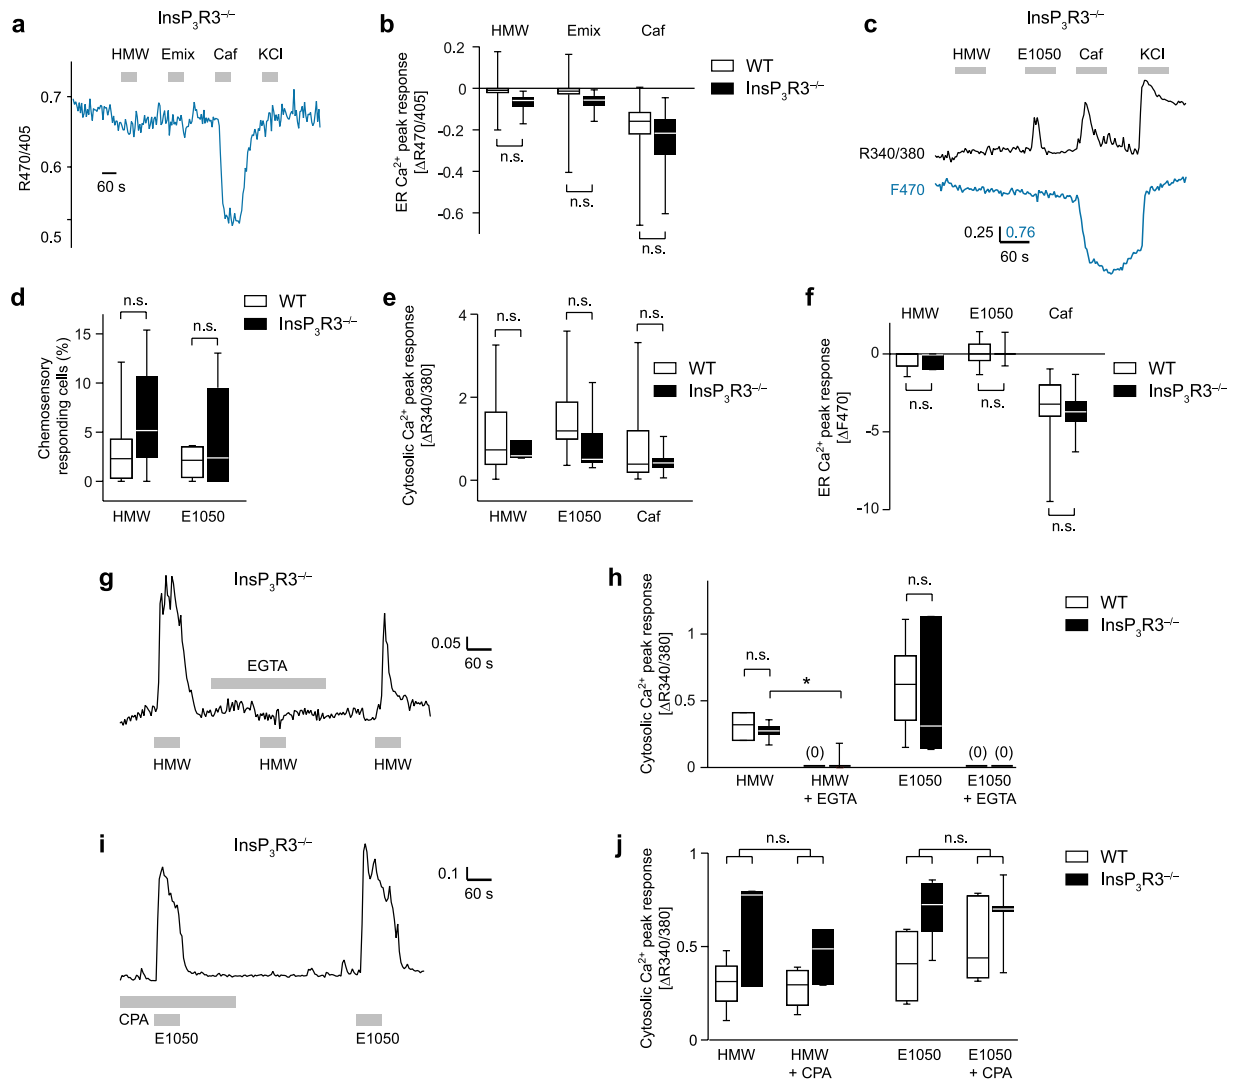 a
InsP3R3–/–
HMW Emix Caf KCl
0.7
0.6
0.5
R470/405
60 s
b
HMW Emix Caf
0.2
0
-0.2
-0.4
-0.6
ER Ca2+ peak response
[ΔR470/405]
n.s.
n.s.
n.s.
WT
InsP3R3–/–
c
InsP3R3–/–
HMW E1050 Caf KCl
R340/380
F470
0.25 0.76
60 s
d
n.s.
n.s.
WT
InsP3R3–/–
15
10
5
0
Chemosensory
responding cells (%)
HMW E1050
e
n.s.
n.s.
n.s.
WT
InsP3R3–/–
4
2
0
Cytosolic Ca2+ peak response
[ΔR340/380]
HMW E1050 Caf
f
HMW E1050 Caf
0
-5
-10
ER Ca2+ peak response
[ΔF470]
n.s.
n.s.
n.s.
WT
InsP3R3–/–
g
InsP3R3–/–
EGTA
0.05
60 s
HMW HMW HMW
h
n.s.
*
n.s.
WT
InsP3R3–/–
1
0.5
0
Cytosolic Ca2+ peak response
[ΔR340/380]
(0) (0) (0)
HMW HMW E1050 E1050
+ EGTA + EGTA
i
InsP3R3–/–
0.1
60 s
CPA
E1050 E1050
j
n.s. n.s.
WT
InsP3R3–/–
1
0.5
0
Cytosolic Ca2+ peak response
[ΔR340/380]
HMW HMW E1050 E1050
+ CPA + CPA